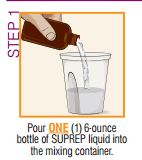 STEP 1
Pour ONE (1) 6-ounce
bottle of SUPREP liquid into
the mixing container.